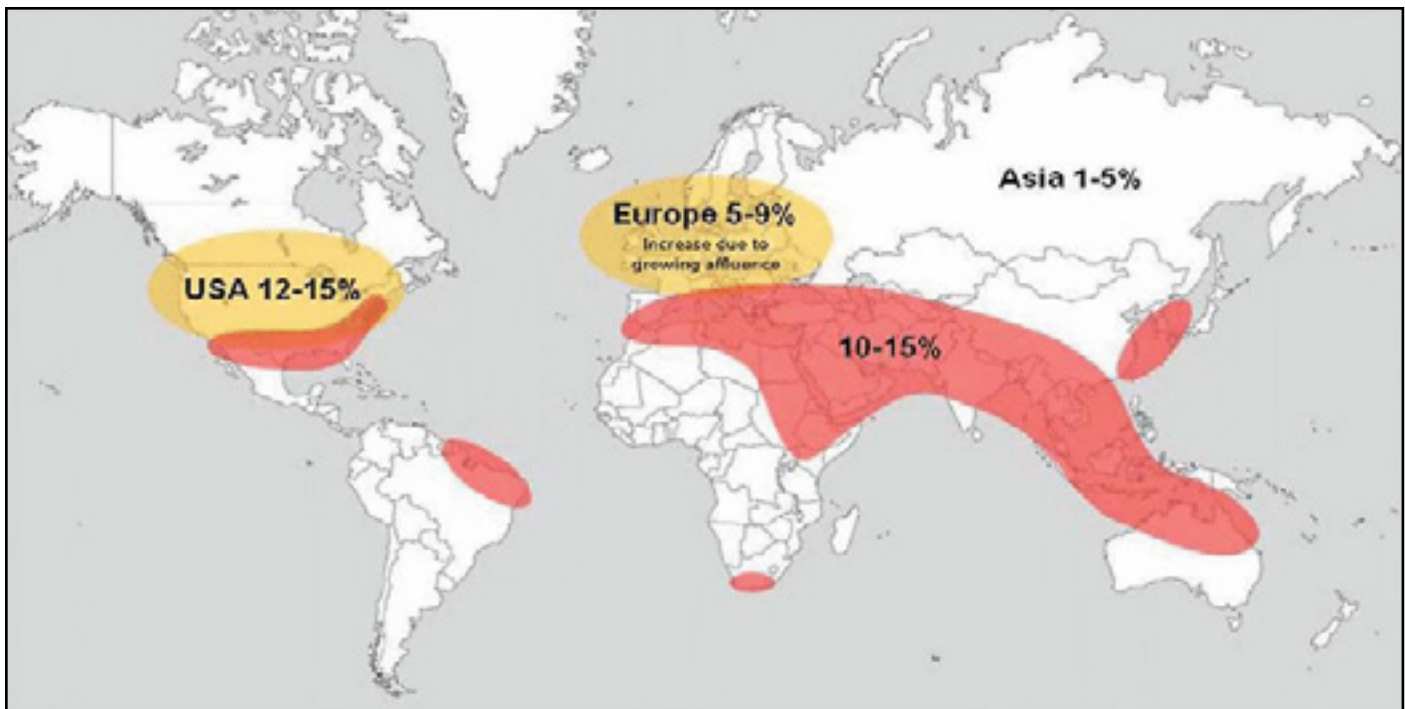 Asia 1-5%
Europe 5-9%
Increase due to
growing affluence
USA 12-15%
10-15%